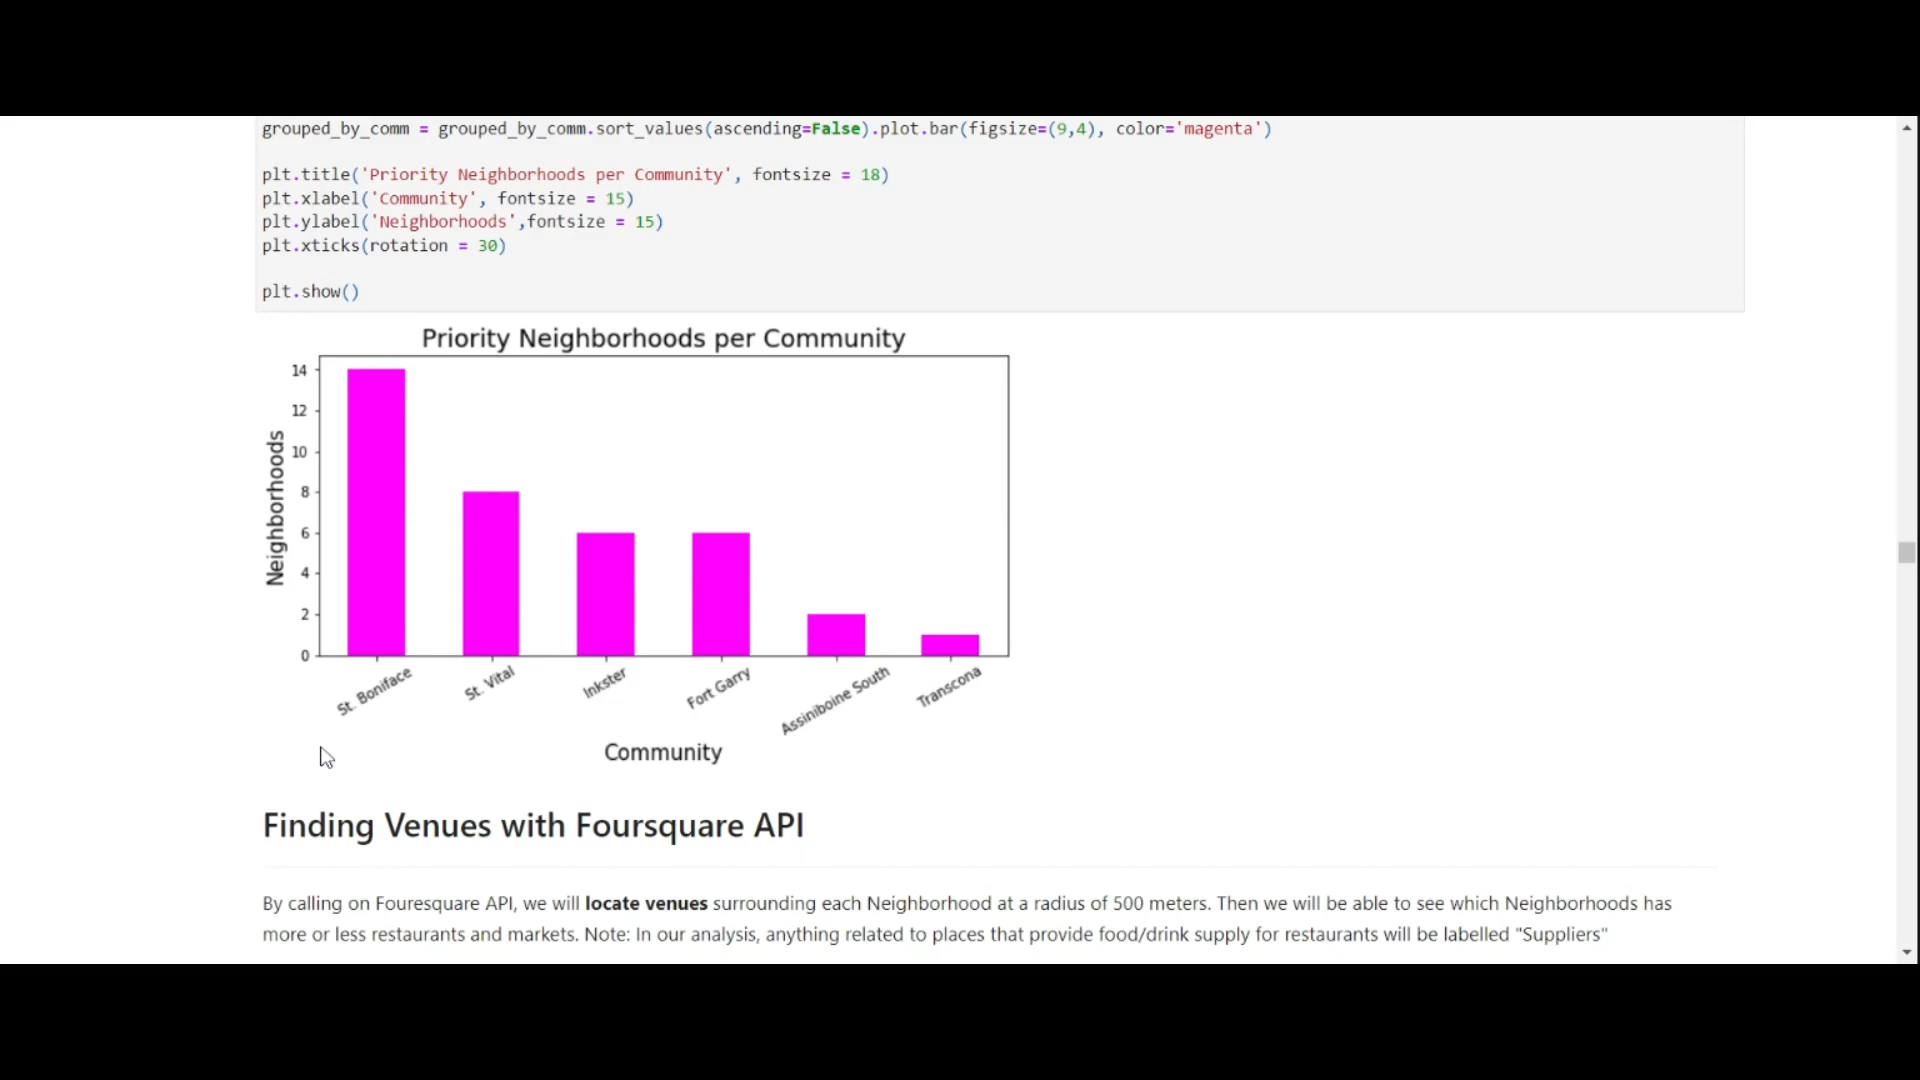 grouped_by_comm = grouped_by_comm.sort_values(ascending=False).plot.bar(figsize=(9,4), color='magenta')
plt.title('Priority Neighborhoods per Community', fontsize = 18)
plt.xlabel('Community', fontsize = 15)
plt.ylabel('Neighborhoods',fontsize = 15)
plt.xticks(rotation = 30)
plt.show()
Priority Neighborhoods per Community
Neighborhoods
14
12
10
8
6
4
2
0
St. Boniface
St. Vital
Inkster
Fort Garry
Assiniboine South
Transcona
Community
Finding Venues with Foursquare API
By calling on Fouresquare API, we will locate venues surrounding each Neighborhood at a radius of 500 meters. Then we will be able to see which Neighborhoods has
more or less restaurants and markets. Note: In our analysis, anything related to places that provide food/drink supply for restaurants will be labelled "Suppliers"